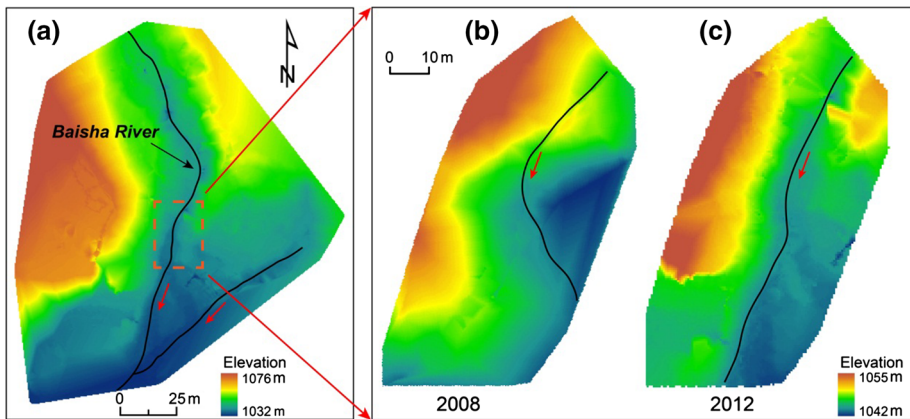 (a)
N
Baisha River
Elevation
1076 m
1032 m
0 25 m
(b)
0 10 m
2008
(c)
2012
Elevation
1055 m
1042 m